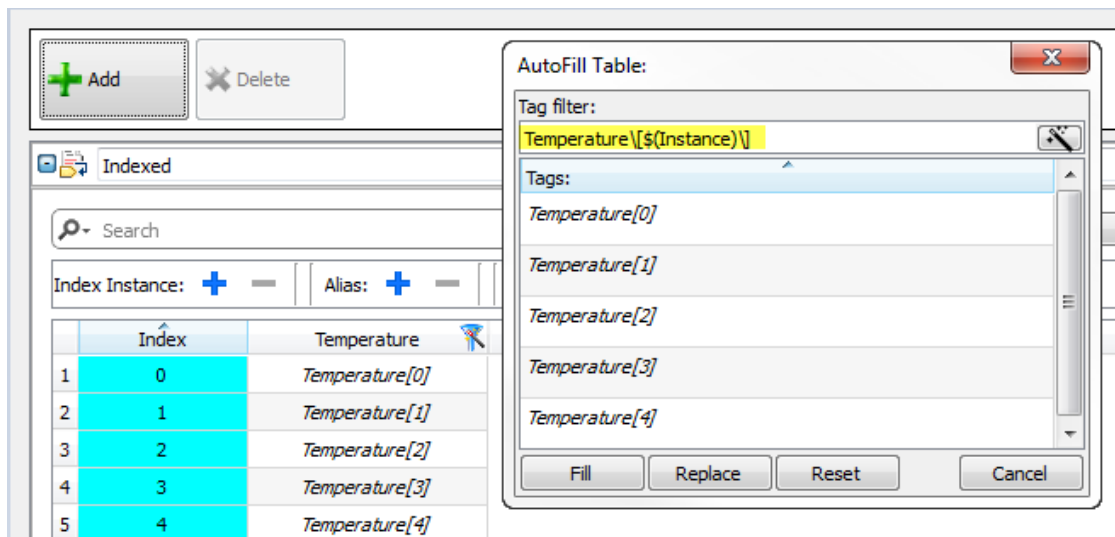 Add
Delete
Indexed
Search
Index Instance:
Alias:
Index Temperature
1 0 Temperature[0]
2 1 Temperature[1]
3 2 Temperature[2]
4 3 Temperature[3]
5 4 Temperature[4]
AutoFill Table:
Tag filter:
Temperature\[$(Instance)\]
Tags:
Temperature[0]
Temperature[1]
Temperature[2]
Temperature[3]
Temperature[4]
Fill
Replace
Reset
Cancel